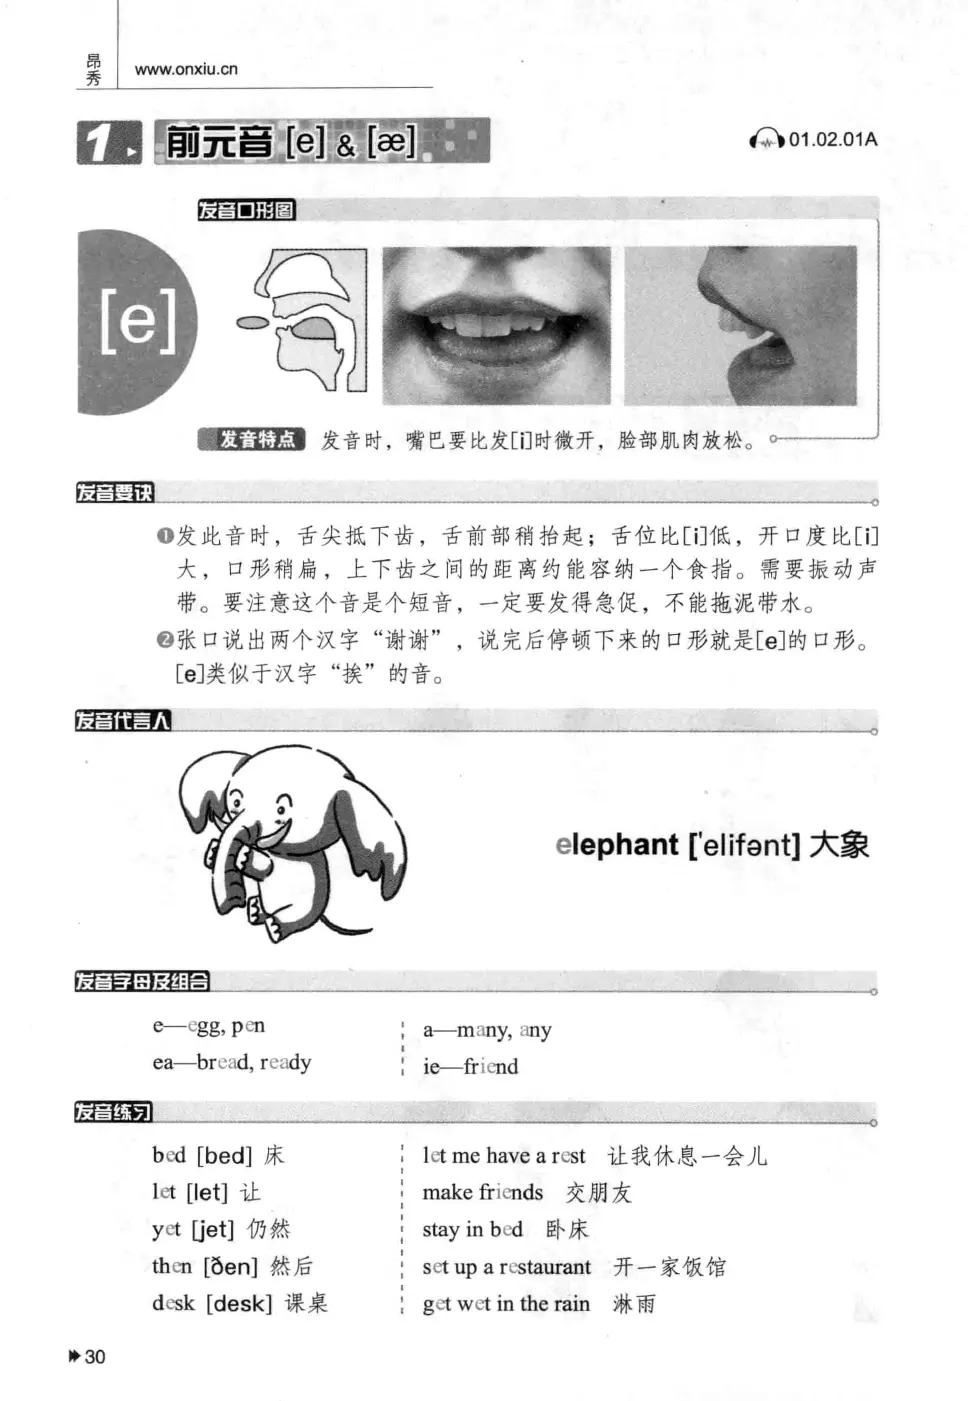 昂秀
www.onxiu.cn
1 前元音 [e] & [æ]
01.02.01A
发音口形图
[e]
发音特点 发音时，嘴巴要比发[i]时微开，脸部肌肉放松。
发音要诀
❶发此音时，舌尖抵下齿，舌前部稍抬起；舌位比[i]低，开口度比[i]
大，口形稍扁，上下齿之间的距离约能容纳一个食指。需要振动声
带。要注意这个音是个短音，一定要发得急促，不能拖泥带水。
❷张口说出两个汉字“谢谢”，说完后停顿下来的口形就是[e]的口形。
[e]类似于汉字“挨”的音。
发音代言人
elephant [ˈelifənt] 大象
发音字母及组合
e—egg, pen
ea—bread, ready
a—many, any
ie—friend
发音练习
bed [bed] 床
let [let] 让
yet [jet] 仍然
then [ðen] 然后
desk [desk] 课桌
let me have a rest 让我休息一会儿
make friends 交朋友
stay in bed 卧床
set up a restaurant 开一家饭馆
get wet in the rain 淋雨
30